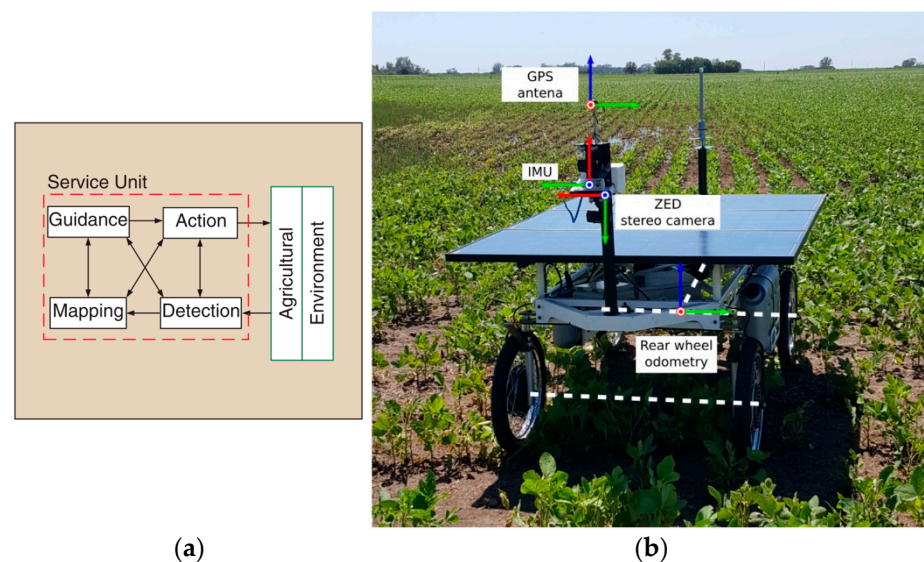 Service Unit
Guidance
Action
Mapping
Detection
Agricultural
Environment
(a)
GPS
antena
IMU
ZED
stereo camera
Rear wheel
odometry
(b)